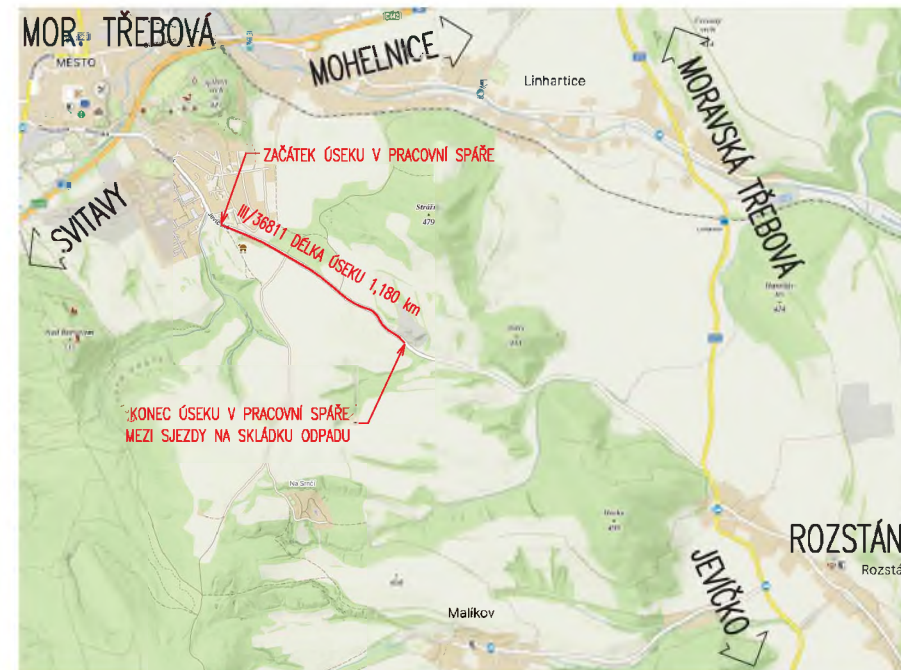 MOR. TŘEBOVÁ
MĚSTO
MOHELNICE
Linhartice
MORAVSKÁ TŘEBOVÁ
ZAČÁTEK ÚSEKU V PRACOVNÍ SPÁŘE
SVITAVY
III/36811 DÉLKA ÚSEKU 1,180 km
Stráž
479
KONEC ÚSEKU V PRACOVNÍ SPÁŘE
MEZI SJEZDY NA SKLÁDKU ODPADU
474
Na Srnčí
ROZSTÁN
Rozstá
JEVÍČKO
Malíkov